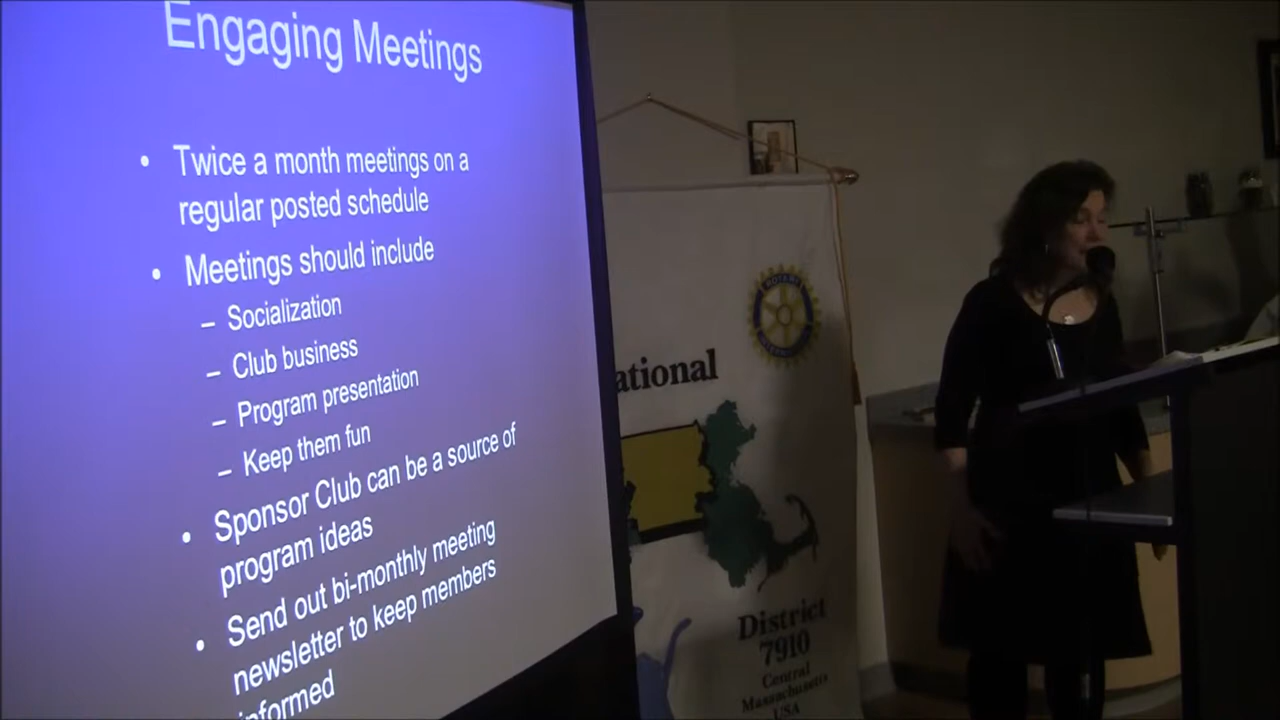 Engaging Meetings
• Twice a month meetings on a
regular posted schedule
• Meetings should include
– Socialization
– Club business
– Program presentation
– Keep them fun
• Sponsor Club can be a source of
program ideas
• Send out bi-monthly meeting
newsletter to keep members
informed
ROTARY
INTERNATIONAL
ational
District
7910
Central
Massachusetts
USA